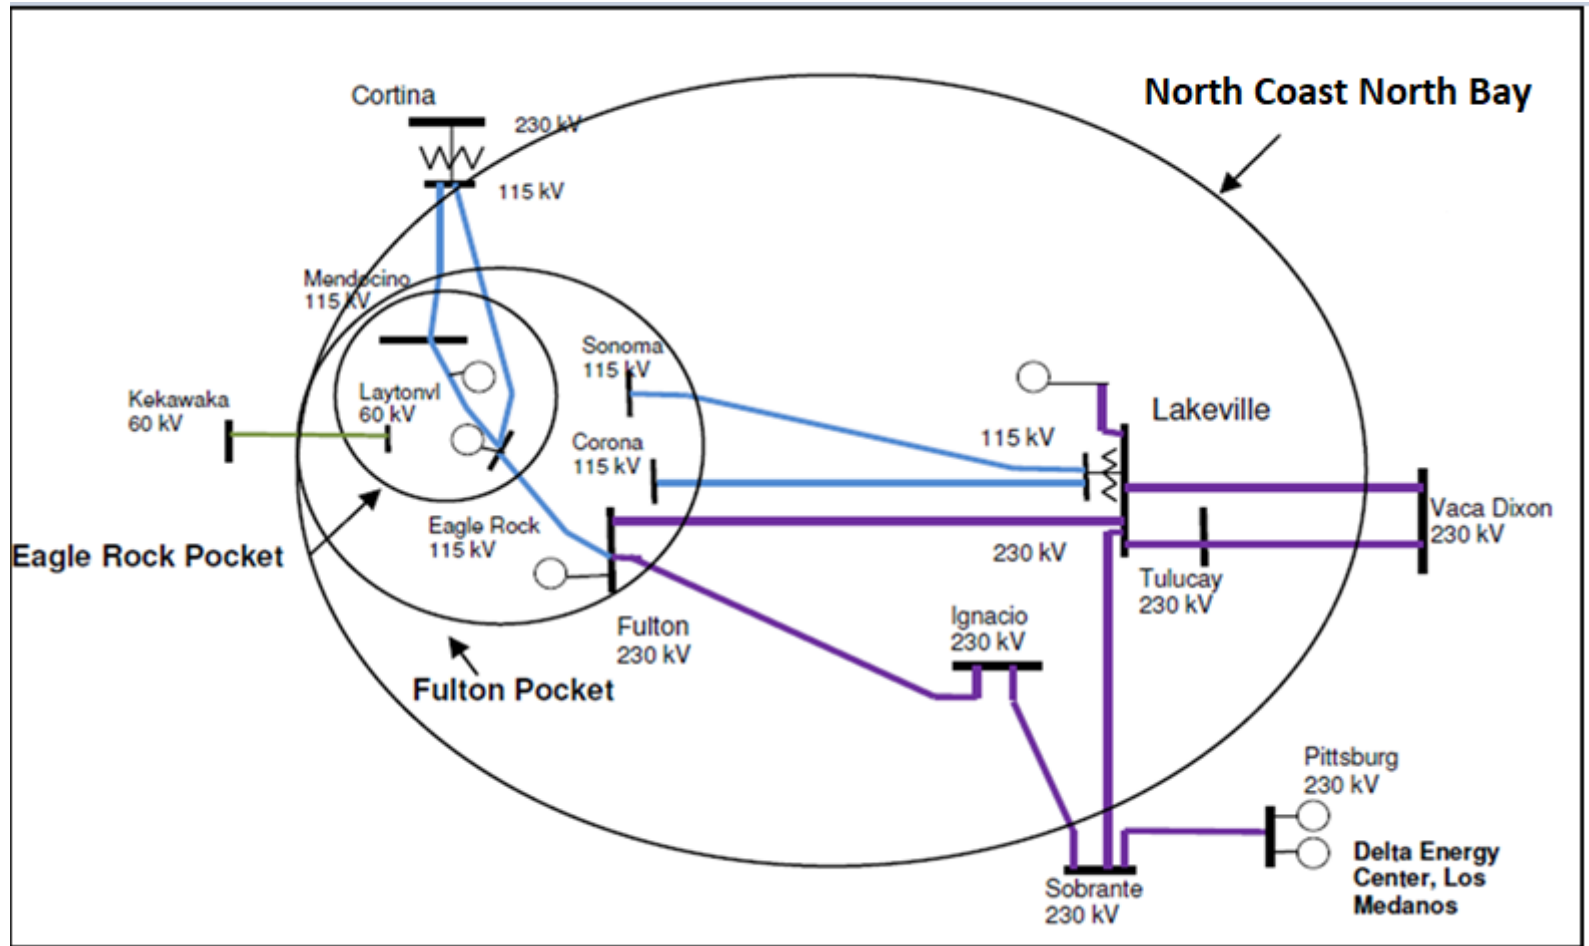 North Coast North Bay
Cortina
230 kV
115 kV
Mendocino
115 kV
Sonoma
115 kV
Kekawaka
60 kV
Laytonvl
60 kV
Lakeville
115 kV
Corona
115 kV
Eagle Rock
115 kV
Eagle Rock Pocket
230 kV
Vaca Dixon
230 kV
Tulucay
230 kV
Fulton
230 kV
Ignacio
230 kV
Fulton Pocket
Pittsburg
230 kV
Delta Energy
Center, Los
Medanos
Sobrante
230 kV